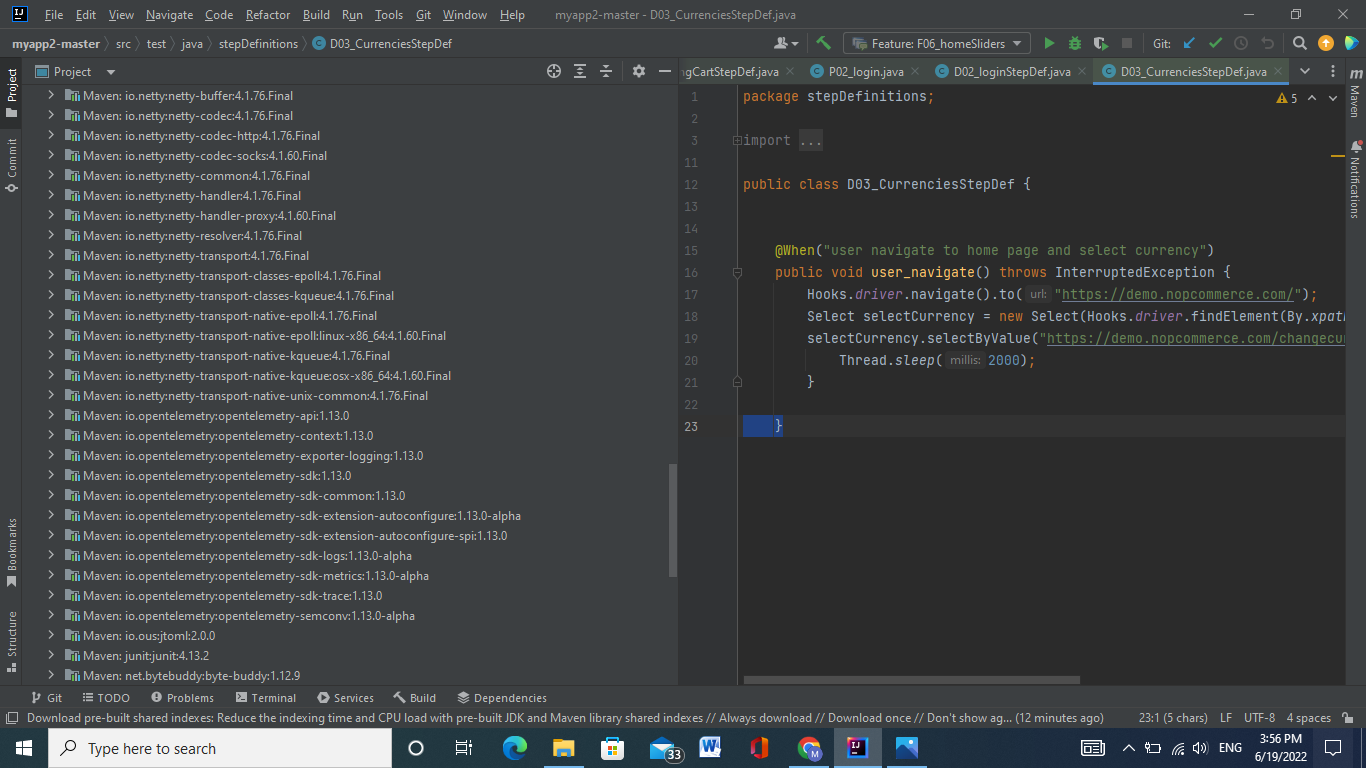 File Edit View Navigate Code Refactor Build Run Tools Git Window Help myapp2-master - D03_CurrenciesStepDef.java
myapp2-master src test java stepDefinitions D03_CurrenciesStepDef Feature: F06_homeSliders Git:
Project
Project
Commit
Bookmarks
Structure
Maven: io.netty:netty-buffer:4.1.76.Final
Maven: io.netty:netty-codec:4.1.76.Final
Maven: io.netty:netty-codec-http:4.1.76.Final
Maven: io.netty:netty-codec-socks:4.1.60.Final
Maven: io.netty:netty-common:4.1.76.Final
Maven: io.netty:netty-handler:4.1.76.Final
Maven: io.netty:netty-handler-proxy:4.1.60.Final
Maven: io.netty:netty-resolver:4.1.76.Final
Maven: io.netty:netty-transport:4.1.76.Final
Maven: io.netty:netty-transport-classes-epoll:4.1.76.Final
Maven: io.netty:netty-transport-classes-kqueue:4.1.76.Final
Maven: io.netty:netty-transport-native-epoll:4.1.76.Final
Maven: io.netty:netty-transport-native-epoll:linux-x86_64:4.1.60.Final
Maven: io.netty:netty-transport-native-kqueue:4.1.76.Final
Maven: io.netty:netty-transport-native-kqueue:osx-x86_64:4.1.60.Final
Maven: io.netty:netty-transport-native-unix-common:4.1.76.Final
Maven: io.opentelemetry:opentelemetry-api:1.13.0
Maven: io.opentelemetry:opentelemetry-context:1.13.0
Maven: io.opentelemetry:opentelemetry-exporter-logging:1.13.0
Maven: io.opentelemetry:opentelemetry-sdk:1.13.0
Maven: io.opentelemetry:opentelemetry-sdk-common:1.13.0
Maven: io.opentelemetry:opentelemetry-sdk-extension-autoconfigure:1.13.0-alpha
Maven: io.opentelemetry:opentelemetry-sdk-extension-autoconfigure-spi:1.13.0
Maven: io.opentelemetry:opentelemetry-sdk-logs:1.13.0-alpha
Maven: io.opentelemetry:opentelemetry-sdk-metrics:1.13.0-alpha
Maven: io.opentelemetry:opentelemetry-sdk-trace:1.13.0
Maven: io.opentelemetry:opentelemetry-semconv:1.13.0-alpha
Maven: io.ous:jtoml:2.0.0
Maven: junit:junit:4.13.2
Maven: net.bytebuddy:byte-buddy:1.12.9
ngCartStepDef.java P02_login.java D02_loginStepDef.java D03_CurrenciesStepDef.java
1 package stepDefinitions; 5
2
3 import ...
11
12 public class D03_CurrenciesStepDef {
13
14
15 @When("user navigate to home page and select currency")
16 public void user_navigate() throws InterruptedException {
17 Hooks.driver.navigate().to( url: "https://demo.nopcommerce.com/");
18 Select selectCurrency = new Select(Hooks.driver.findElement(By.xpath
19 selectCurrency.selectByValue("https://demo.nopcommerce.com/changecur
20 Thread.sleep( millis: 2000);
21 }
22
23 }
m
Maven
Notifications
Git TODO Problems Terminal Services Build Dependencies
Download pre-built shared indexes: Reduce the indexing time and CPU load with pre-built JDK and Maven library shared indexes // Always download // Download once // Don't show ag... (12 minutes ago) 23:1 (5 chars) LF UTF-8 4 spaces
Type here to search 33 W M IJ ENG 3:56 PM
6/19/2022